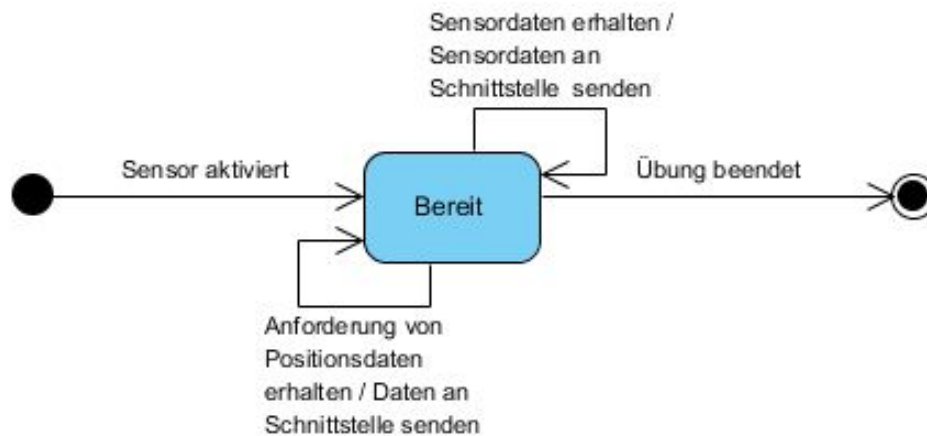 Sensordaten erhalten /
Sensordaten an
Schnittstelle senden
Sensor aktiviert
Übung beendet
Bereit
Anforderung von
Positionsdaten
erhalten / Daten an
Schnittstelle senden